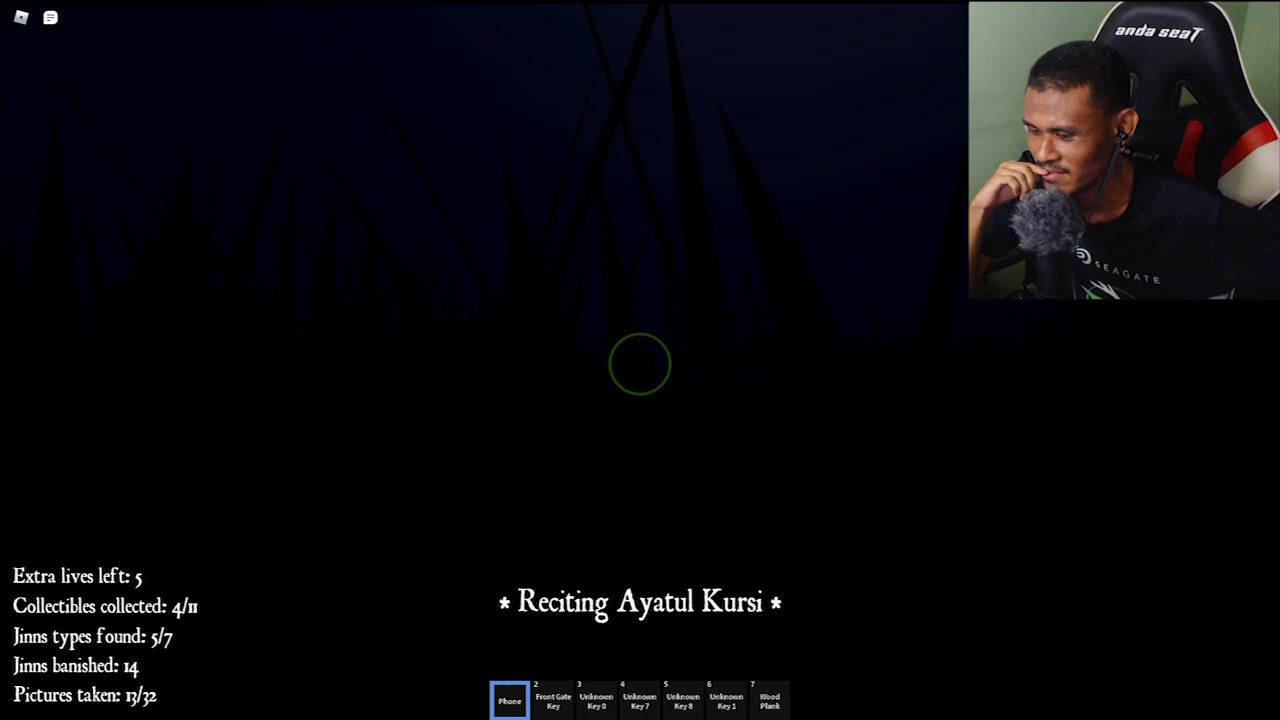 anda seaT
SEAGATE
Extra lives left: 5
Collectibles collected: 4/11
Jinns types found: 5/7
Jinns banished: 14
Pictures taken: 13/32
* Reciting Ayatul Kursi *
Phone
2
Front Gate
Key
3
Unknown
Key 0
4
Unknown
Key 7
5
Unknown
Key 8
6
Unknown
Key 1
7
Wood
Plank